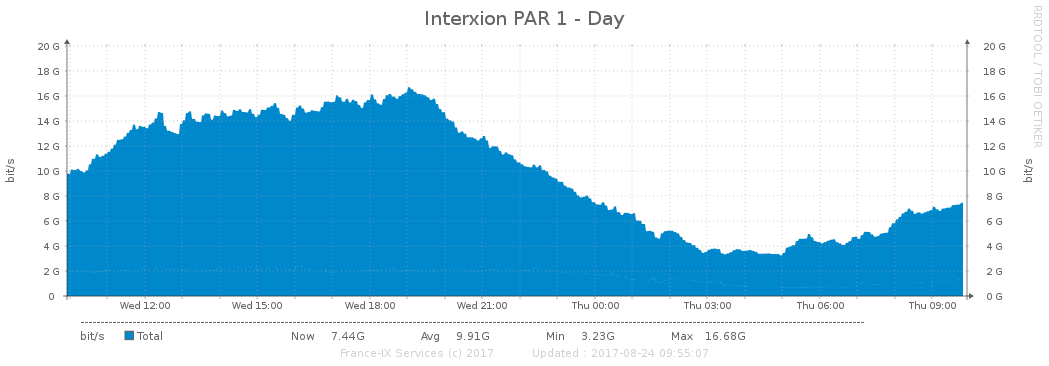 Interxion PAR 1 - Day
RRDTOOL / TOBI OETIKER
bit/s
20 G 20 G
18 G 18 G
16 G 16 G
14 G 14 G
12 G 12 G
10 G 10 G
8 G 8 G
6 G 6 G
4 G 4 G
2 G 2 G
0 0 G
bit/s
Wed 12:00 Wed 15:00 Wed 18:00 Wed 21:00 Thu 00:00 Thu 03:00 Thu 06:00 Thu 09:00
bit/s Total Now 7.44G Avg 9.91G Min 3.23G Max 16.68G
France-IX Services (c) 2017 Updated : 2017-08-24 09:55:07